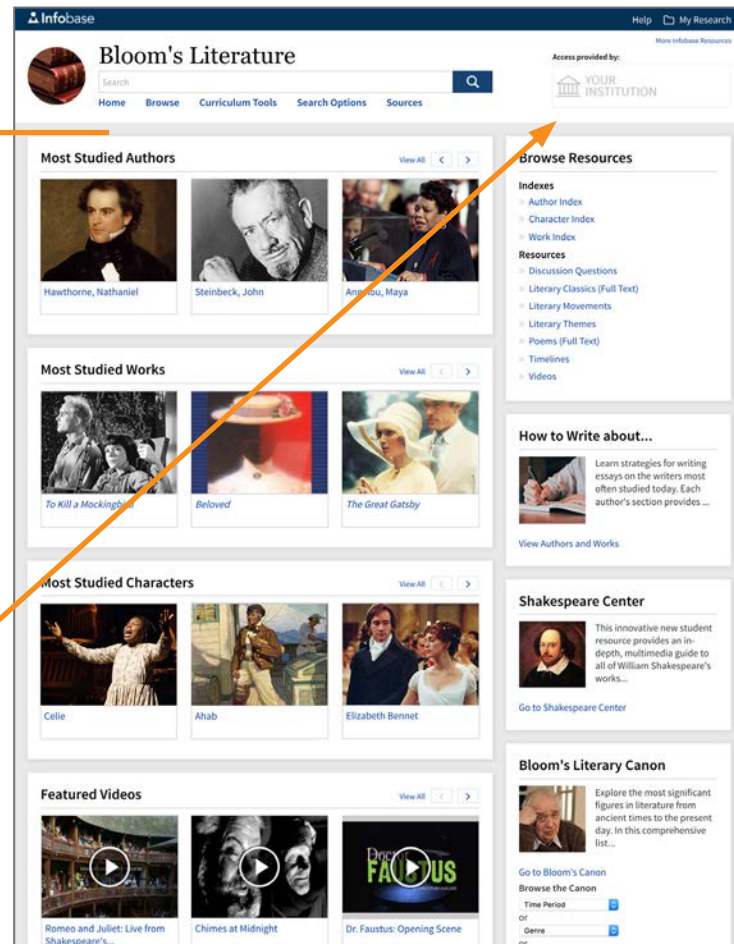 Infobase
Help My Research
More Infobase Resources
Bloom's Literature
Search
Home Browse Curriculum Tools Search Options Sources
Access provided by:
YOUR
INSTITUTION
Most Studied Authors
View All
Hawthorne, Nathaniel
Steinbeck, John
Angelou, Maya
Most Studied Works
View All
To Kill a Mockingbird
Beloved
The Great Gatsby
Most Studied Characters
View All
Celie
Ahab
Elizabeth Bennet
Featured Videos
View All
Doctor
FAUSTUS
Romeo and Juliet: Live from
Shakespeare's...
Chimes at Midnight
Dr. Faustus: Opening Scene
Browse Resources
Indexes
Author Index
Character Index
Work Index
Resources
Discussion Questions
Literary Classics (Full Text)
Literary Movements
Literary Themes
Poems (Full Text)
Timelines
Videos
How to Write about...
Learn strategies for writing
essays on the writers most
often studied today. Each
author's section provides ...
View Authors and Works
Shakespeare Center
This innovative new student
resource provides an in-
depth, multimedia guide to
all of William Shakespeare's
works...
Go to Shakespeare Center
Bloom's Literary Canon
Explore the most significant
figures in literature from
ancient times to the present
day. In this comprehensive
list...
Go to Bloom's Canon
Browse the Canon
Time Period
or
Genre
or